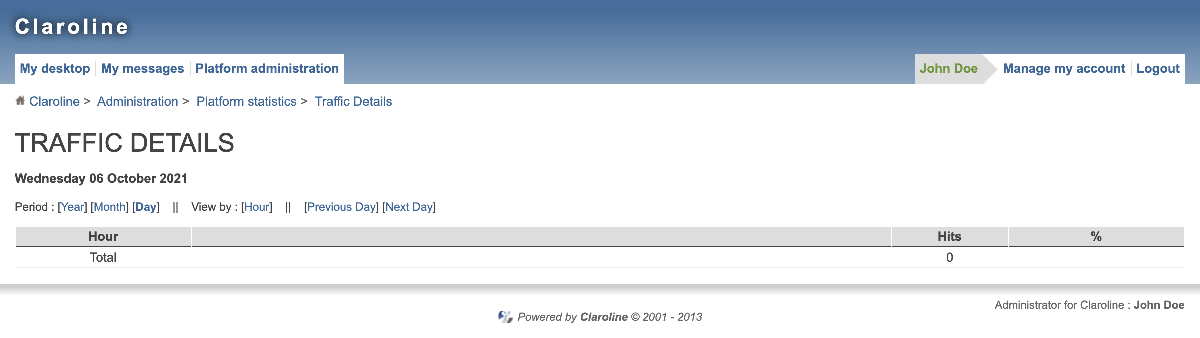 Claroline
My desktop My messages Platform administration John Doe Manage my account Logout
Claroline > Administration > Platform statistics > Traffic Details
TRAFFIC DETAILS
Wednesday 06 October 2021
Period : [Year] [Month] [Day] || View by : [Hour] || [Previous Day] [Next Day]
Hour Hits %
Total 0
Administrator for Claroline : John Doe
Powered by Claroline © 2001 - 2013